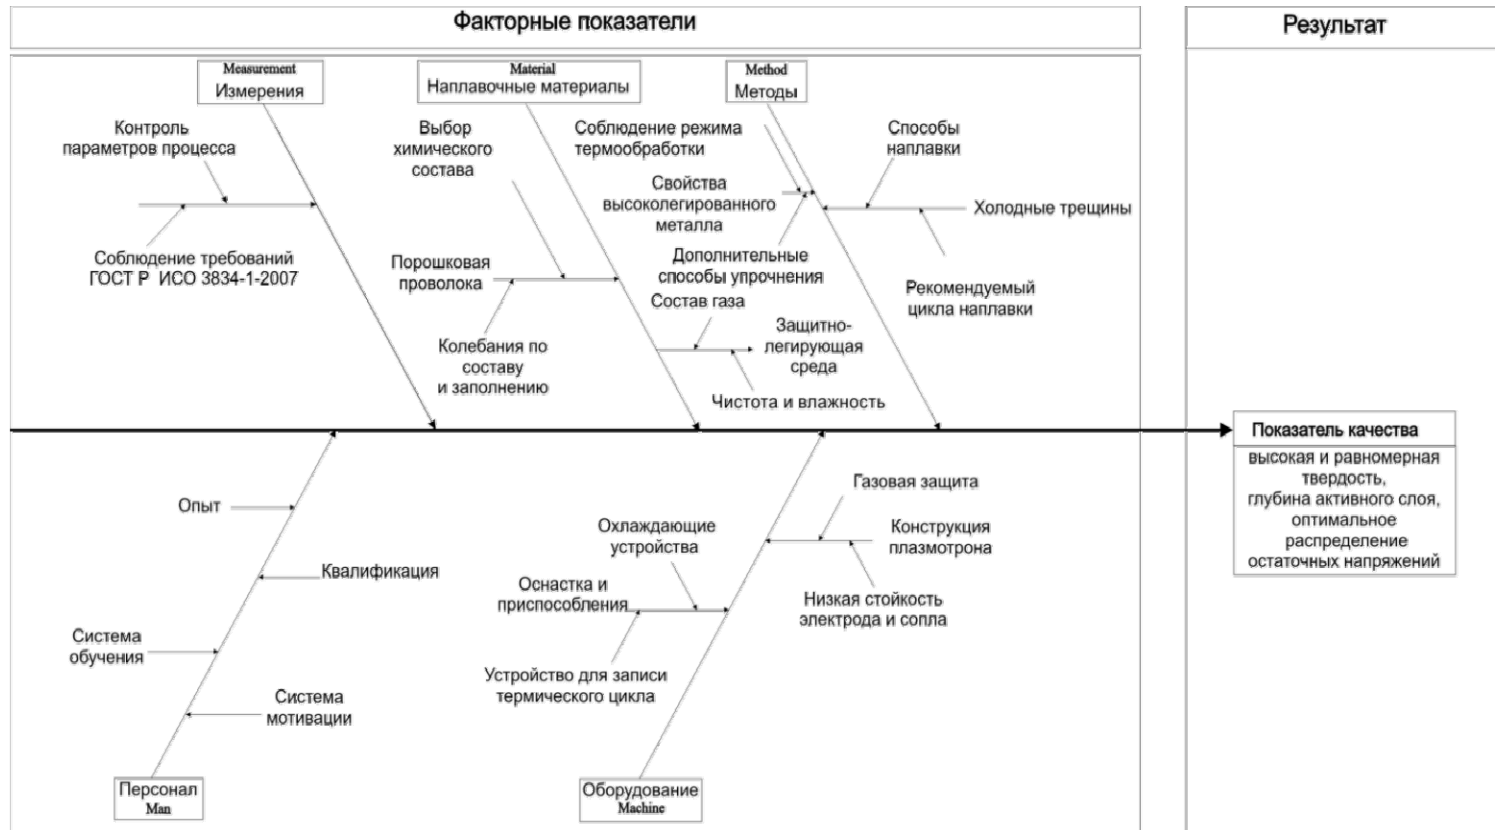 Факторные показатели
Результат
Measurement
Измерения
Material
Наплавочные материалы
Method
Методы
Контроль
параметров процесса
Соблюдение требований
ГОСТ Р ИСО 3834-1-2007
Выбор
химического
состава
Порошковая
проволока
Колебания по
составу
и заполнению
Соблюдение режима
термообработки
Свойства
высоколегированного
металла
Дополнительные
способы упрочнения
Состав газа
Защитно-
легирующая
среда
Чистота и влажность
Способы
наплавки
Холодные трещины
Рекомендуемый
цикла наплавки
Показатель качества
высокая и равномерная
твердость,
глубина активного слоя,
оптимальное
распределение
остаточных напряжений
Опыт
Квалификация
Система
обучения
Система
мотивации
Персонал
Man
Газовая защита
Охлаждающие
устройства
Конструкция
плазмотрона
Оснастка и
приспособления
Низкая стойкость
электрода и сопла
Устройство для записи
термического цикла
Оборудование
Machine